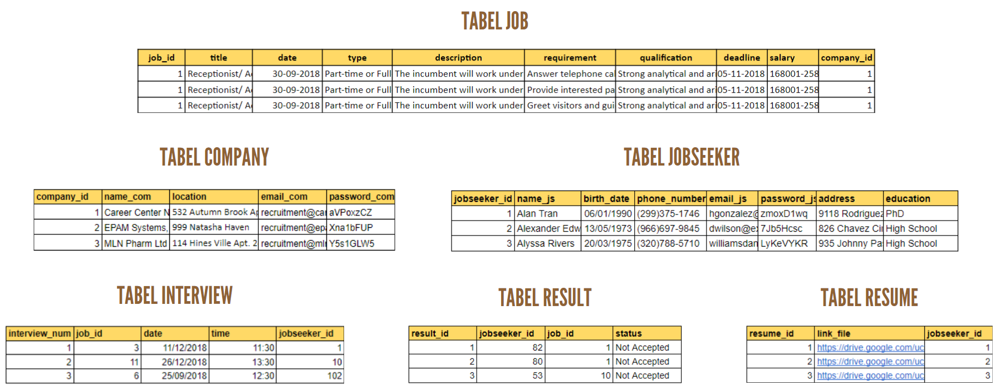 TABEL JOB
job_id title date type description requirement qualification deadline salary company_id
1 Receptionist/ A 30-09-2018 Part-time or Full The incumbent will work under Answer telephone cal Strong analytical and ari 05-11-2018 168001-258 1
1 Receptionist/ A 30-09-2018 Part-time or Full The incumbent will work under Provide interested pa Strong analytical and ari 05-11-2018 168001-258 1
1 Receptionist/ A 30-09-2018 Part-time or Full The incumbent will work under Greet visitors and gui Strong analytical and ari 05-11-2018 168001-258 1
TABEL COMPANY
company_id name_com location email_com password_com
1 Career Center N 532 Autumn Brook Ap recruitment@car aVPoxzCZ
2 EPAM Systems, 999 Natasha Haven recruitment@epa Xna1bFUP
3 MLN Pharm Ltd 114 Hines Ville Apt. 2 recruitment@mln Y5s1GLW5
TABEL JOBSEEKER
jobseeker_id name_js birth_date phone_number email_js password_js address education
1 Alan Tran 06/01/1990 (299)375-1746 hgonzalez@ zmoxD1wq 9118 Rodriguez PhD
2 Alexander Edw 13/05/1973 (966)697-9845 dwilson@ex 7Jb5Hcsc 826 Chavez Cir High School
3 Alyssa Rivers 20/03/1975 (320)788-5710 williamsdan LyKeVYKR 935 Johnny Pa High School
TABEL INTERVIEW
interview_num job_id date time jobseeker_id
1 3 11/12/2018 11:30 1
2 11 26/12/2018 13:30 10
3 6 25/09/2018 12:30 102
TABEL RESULT
result_id jobseeker_id job_id status
1 82 1 Not Accepted
2 80 1 Not Accepted
3 53 10 Not Accepted
TABEL RESUME
resume_id link_file jobseeker_id
1 https://drive.google.com/uc 1
2 https://drive.google.com/uc 2
3 https://drive.google.com/uc 3